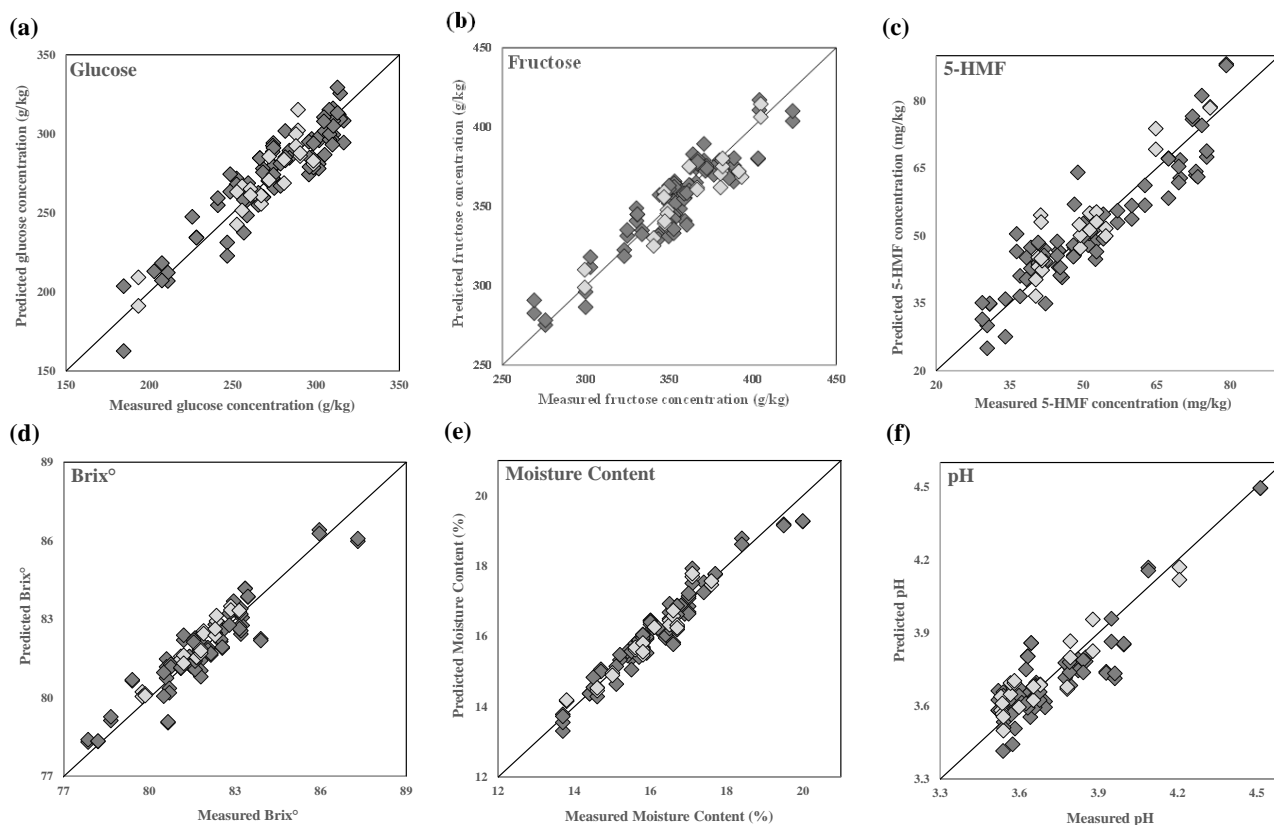 (a)
Glucose
Predicted glucose concentration (g/kg)
350
300
250
200
150
150
200
250
300
350
Measured glucose concentration (g/kg)
(b)
Fructose
Predicted fructose concentration (g/kg)
450
400
350
300
250
250
300
350
400
450
Measured fructose concentration (g/kg)
(c)
5-HMF
Predicted 5-HMF concentration (mg/kg)
80
65
50
35
20
20
35
50
65
80
Measured 5-HMF concentration (mg/kg)
(d)
Brix°
Predicted Brix°
89
86
83
80
77
77
80
83
86
89
Measured Brix°
(e)
Moisture Content
Predicted Moisture Content (%)
20
18
16
14
12
12
14
16
18
20
Measured Moisture Content (%)
(f)
pH
Predicted pH
4.5
4.2
3.9
3.6
3.3
3.3
3.6
3.9
4.2
4.5
Measured pH